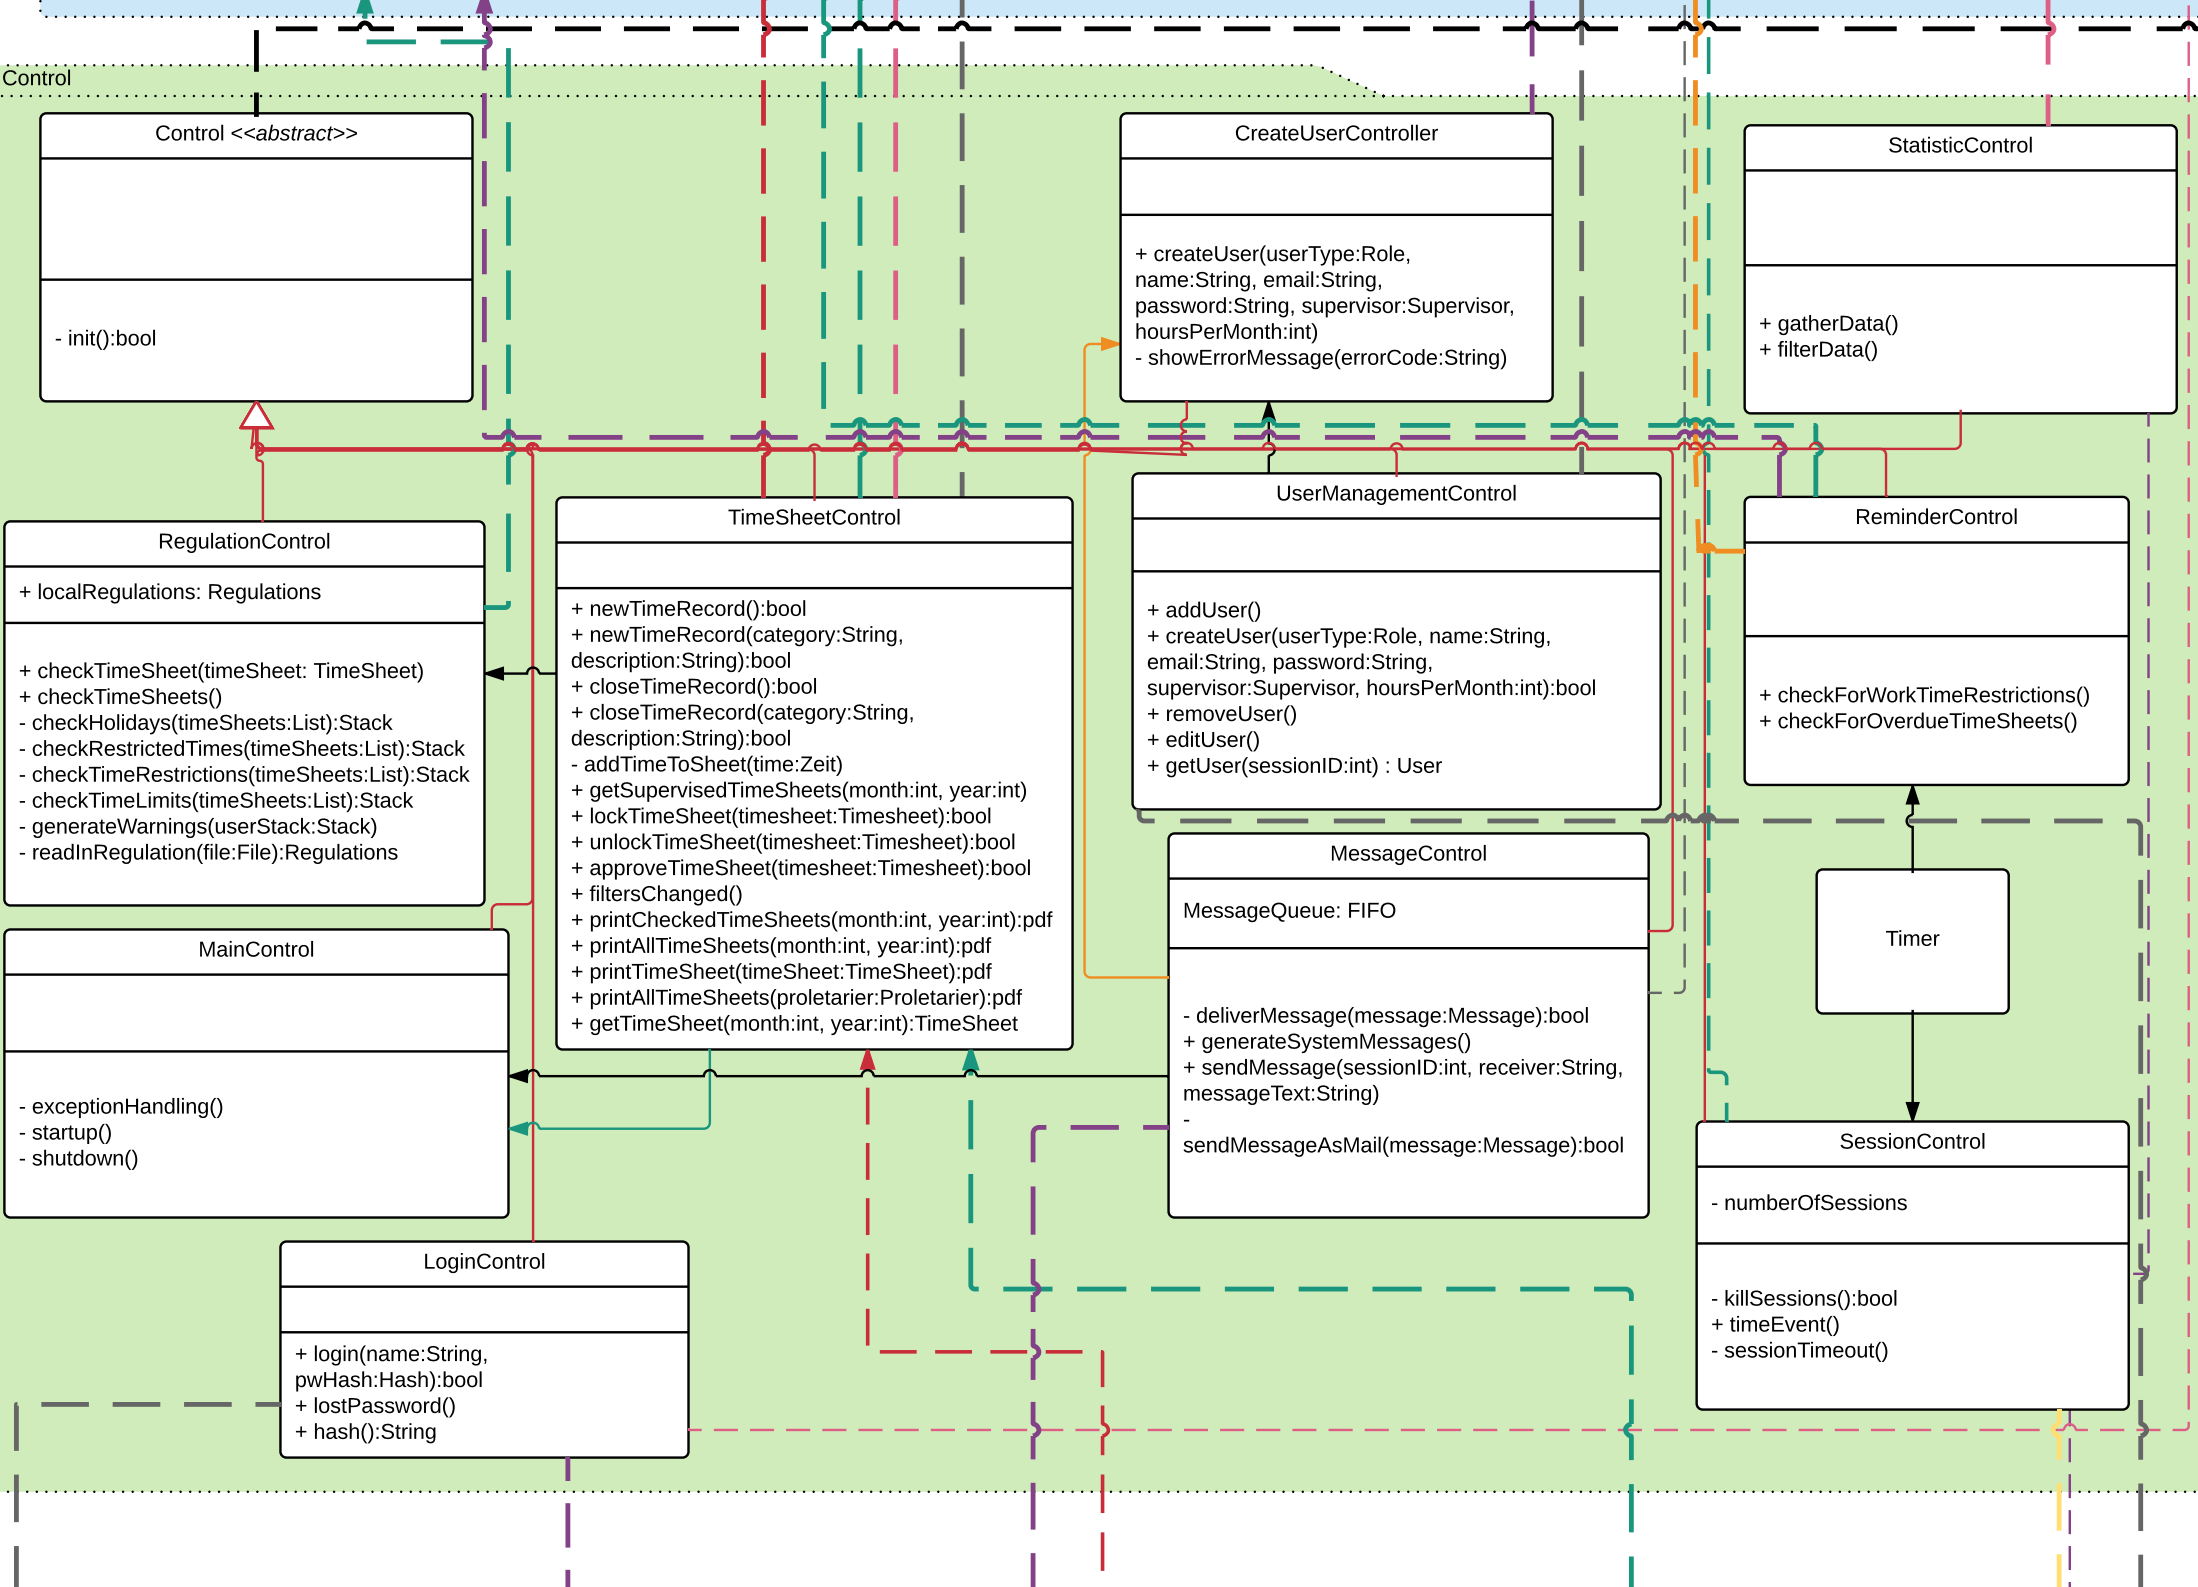 Control
Control <<abstract>>
- init():bool
CreateUserController
+ createUser(userType:Role,
name:String, email:String,
password:String, supervisor:Supervisor,
hoursPerMonth:int)
- showErrorMessage(errorCode:String)
StatisticControl
+ gatherData()
+ filterData()
RegulationControl
+ localRegulations: Regulations
+ checkTimeSheet(timeSheet: TimeSheet)
+ checkTimeSheets()
- checkHolidays(timeSheets:List):Stack
- checkRestrictedTimes(timeSheets:List):Stack
- checkTimeRestrictions(timeSheets:List):Stack
- checkTimeLimits(timeSheets:List):Stack
- generateWarnings(userStack:Stack)
- readInRegulation(file:File):Regulations
TimeSheetControl
+ newTimeRecord():bool
+ newTimeRecord(category:String,
description:String):bool
+ closeTimeRecord():bool
+ closeTimeRecord(category:String,
description:String):bool
- addTimeToSheet(time:Zeit)
+ getSupervisedTimeSheets(month:int, year:int)
+ lockTimeSheet(timesheet:Timesheet):bool
+ unlockTimeSheet(timesheet:Timesheet):bool
+ approveTimeSheet(timesheet:Timesheet):bool
+ filtersChanged()
+ printCheckedTimeSheets(month:int, year:int):pdf
+ printAllTimeSheets(month:int, year:int):pdf
+ printTimeSheet(timeSheet:TimeSheet):pdf
+ printAllTimeSheets(proletarier:Proletarier):pdf
+ getTimeSheet(month:int, year:int):TimeSheet
UserManagementControl
+ addUser()
+ createUser(userType:Role, name:String,
email:String, password:String,
supervisor:Supervisor, hoursPerMonth:int):bool
+ removeUser()
+ editUser()
+ getUser(sessionID:int) : User
ReminderControl
+ checkForWorkTimeRestrictions()
+ checkForOverdueTimeSheets()
MessageControl
MessageQueue: FIFO
- deliverMessage(message:Message):bool
+ generateSystemMessages()
+ sendMessage(sessionID:int, receiver:String,
messageText:String)
-
sendMessageAsMail(message:Message):bool
Timer
MainControl
- exceptionHandling()
- startup()
- shutdown()
SessionControl
- numberOfSessions
- killSessions():bool
+ timeEvent()
- sessionTimeout()
LoginControl
+ login(name:String,
pwHash:Hash):bool
+ lostPassword()
+ hash():String